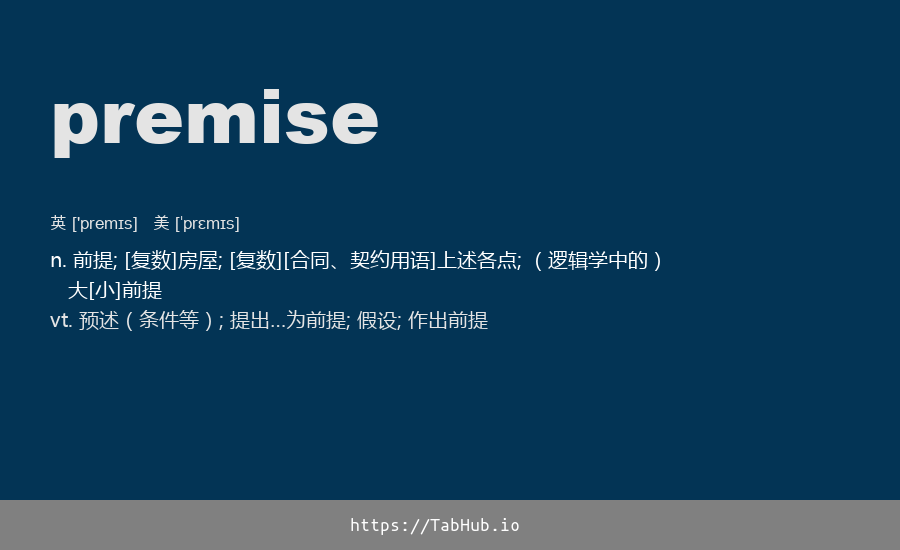 premise
英 ['premɪs] 美 [ˈprɛmɪs]
n. 前提; [复数]房屋; [复数][合同、契约用语]上述各点; （逻辑学中的）
大[小]前提
vt. 预述（条件等）; 提出…为前提; 假设; 作出前提
https://TabHub.io